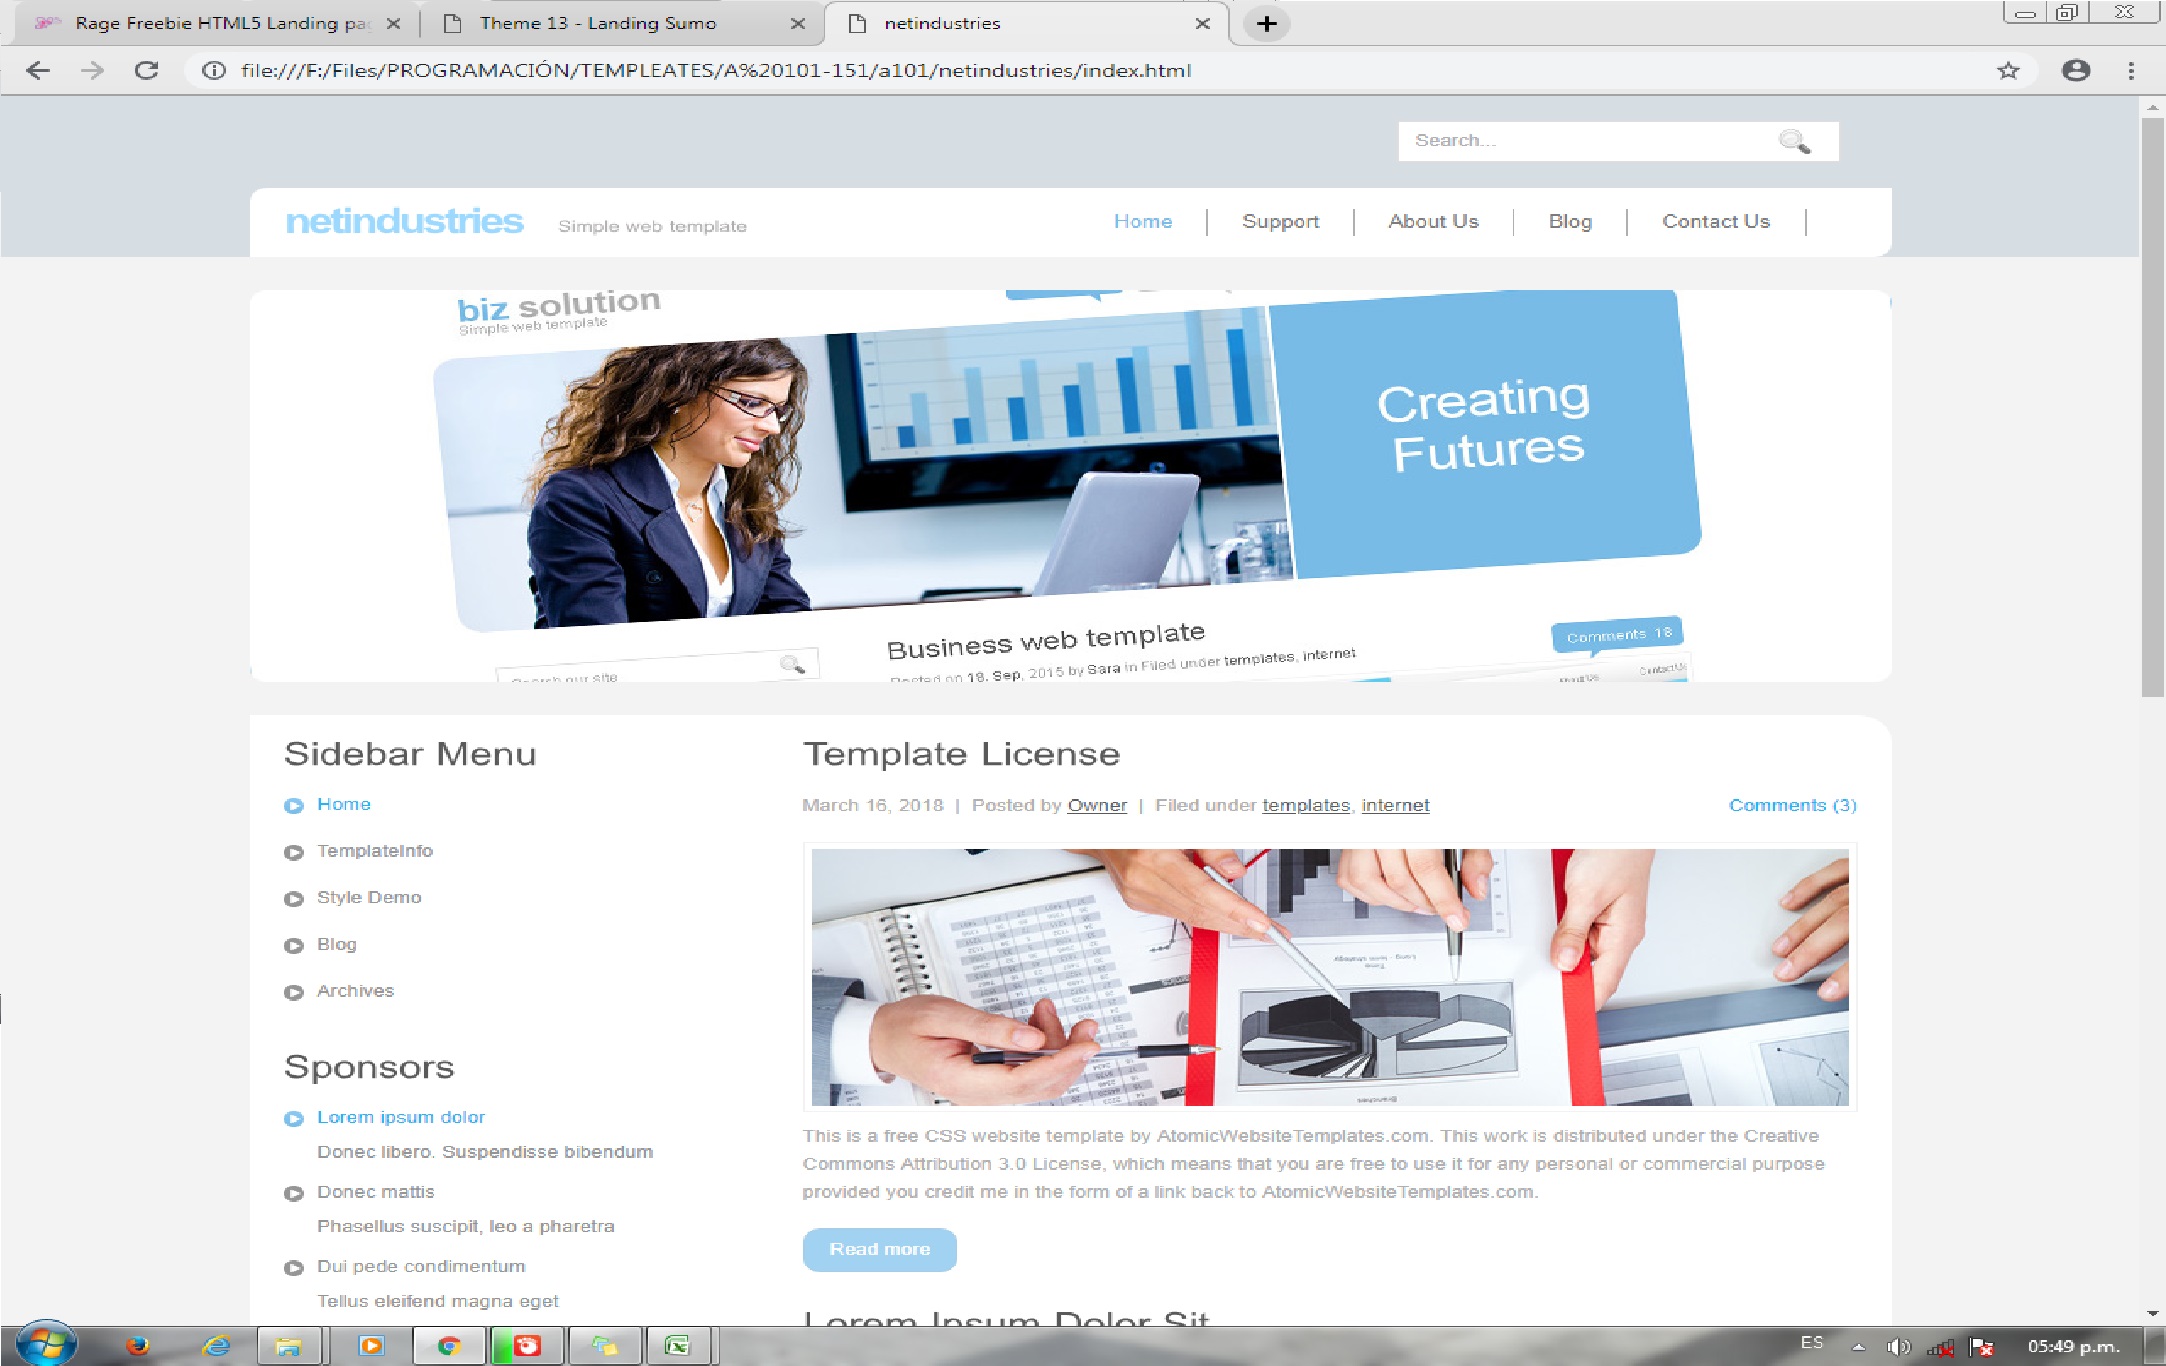 Rage Freebie HTML5 Landing pa
Theme 13 - Landing Sumo
netindustries
file:///F:/Files/PROGRAMACIÓN/TEMPLEATES/A%20101-151/a101/netindustries/index.html
Search...
netindustries
Simple web template
Home
Support
About Us
Blog
Contact Us
biz solution
Simple web template
Creating
Futures
Business web template
Posted on 18. Sep, 2015 by Sara in Filed under templates, internet
Comments 18
Search our site
About Us
Contact Us
Sidebar Menu
Home
TemplateInfo
Style Demo
Blog
Archives
Sponsors
Lorem ipsum dolor
Donec libero. Suspendisse bibendum
Donec mattis
Phasellus suscipit, leo a pharetra
Dui pede condimentum
Tellus eleifend magna eget
Template License
March 16, 2018 | Posted by Owner | Filed under templates, internet
Comments (3)
This is a free CSS website template by AtomicWebsiteTemplates.com. This work is distributed under the Creative
Commons Attribution 3.0 License, which means that you are free to use it for any personal or commercial purpose
provided you credit me in the form of a link back to AtomicWebsiteTemplates.com.
Read more
Lorem Ipsum Dolor Sit
ES
05:49 p.m.